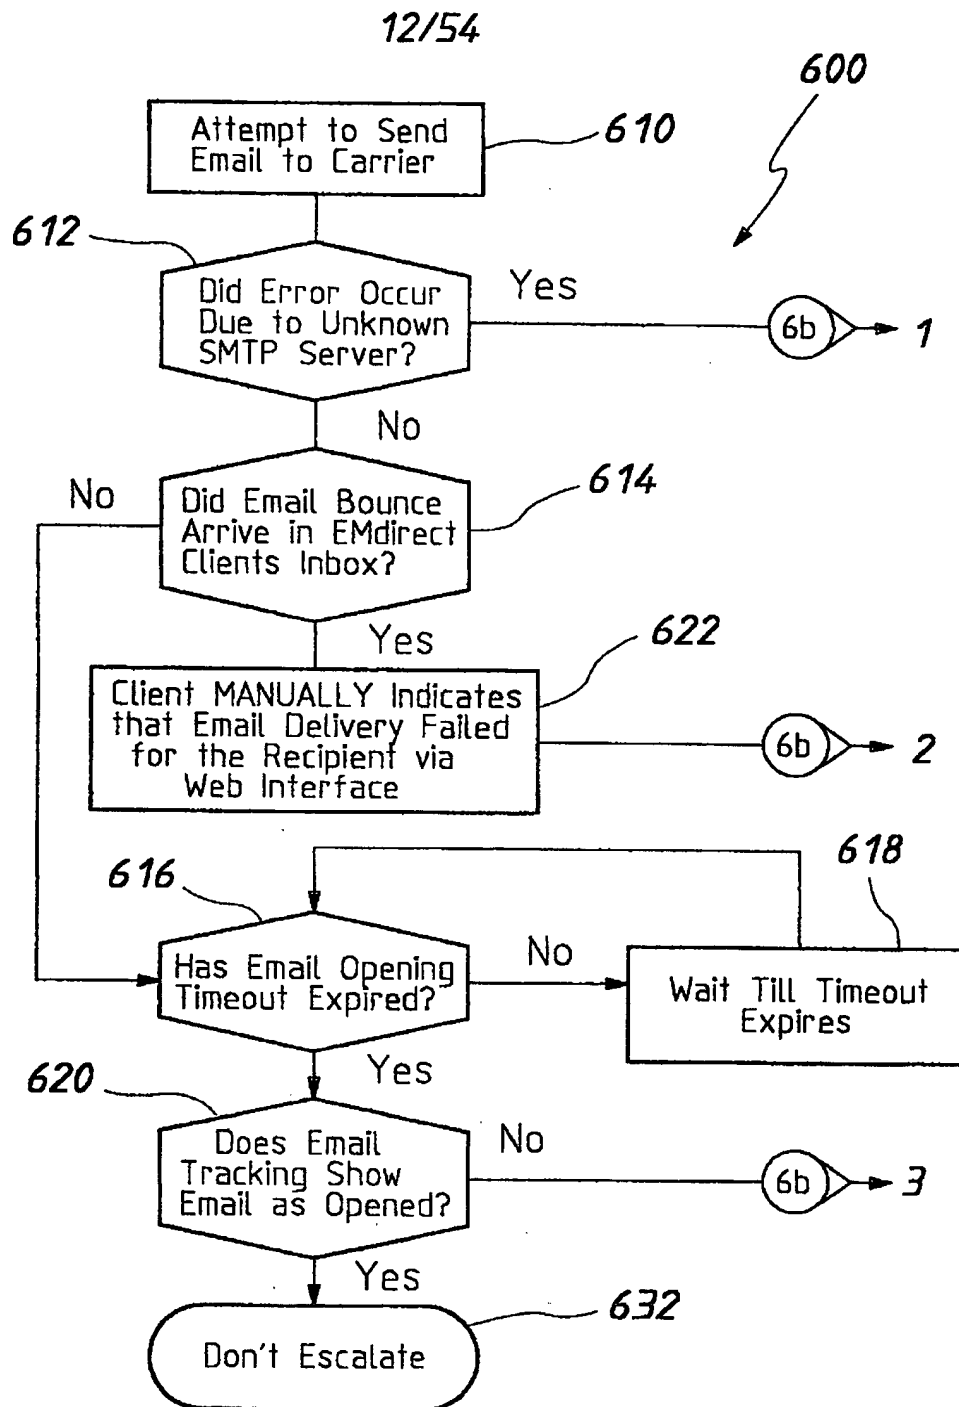 12/54
600
Attempt to Send
Email to Carrier
610
612
Did Error Occur
Due to Unknown
SMTP Server?
Yes
6b
1
No
No
Did Email Bounce
Arrive in EMdirect
Clients Inbox?
614
Yes
622
Client MANUALLY Indicates
that Email Delivery Failed
for the Recipient via
Web Interface
6b
2
616
618
Has Email Opening
Timeout Expired?
No
Wait Till Timeout
Expires
Yes
620
Does Email
Tracking Show
Email as Opened?
No
6b
3
Yes
632
Don't Escalate